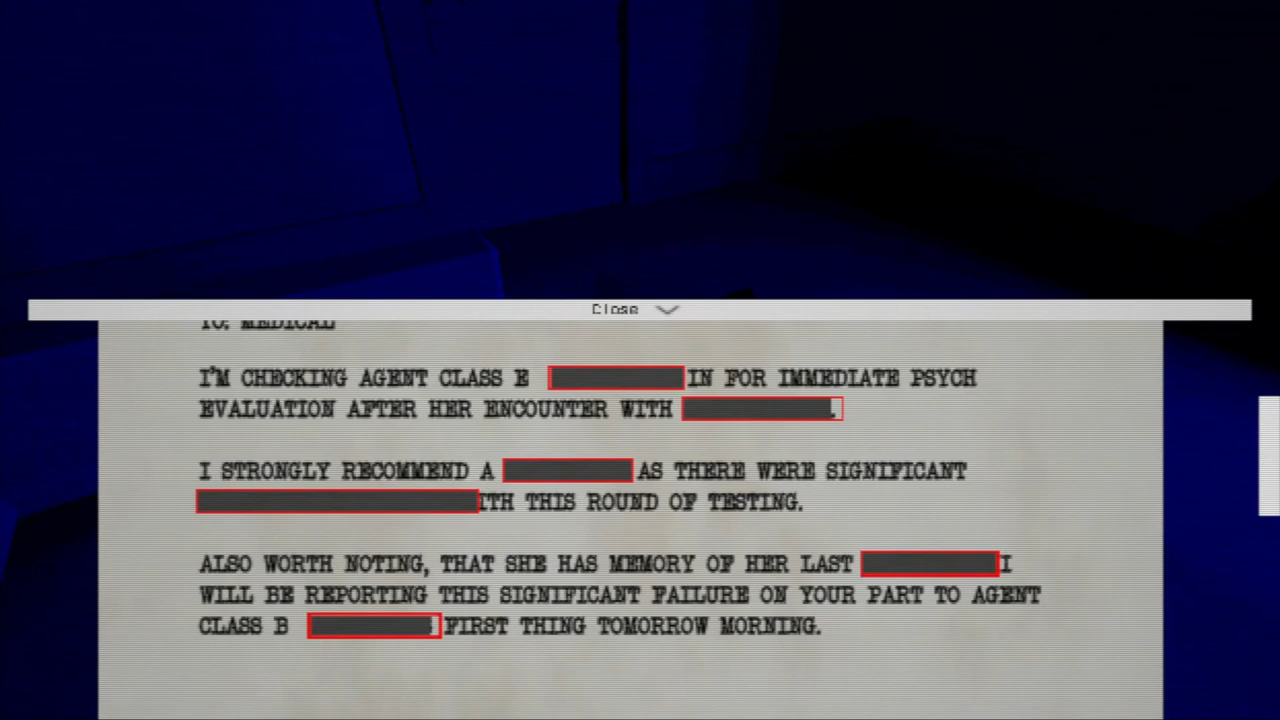 Close
TO: MEDICAL
I'M CHECKING AGENT CLASS E IN FOR IMMEDIATE PSYCH
EVALUATION AFTER HER ENCOUNTER WITH .
I STRONGLY RECOMMEND A AS THERE WERE SIGNIFICANT
ITH THIS ROUND OF TESTING.
ALSO WORTH NOTING, THAT SHE HAS MEMORY OF HER LAST I
WILL BE REPORTING THIS SIGNIFICANT FAILURE ON YOUR PART TO AGENT
CLASS B FIRST THING TOMORROW MORNING.